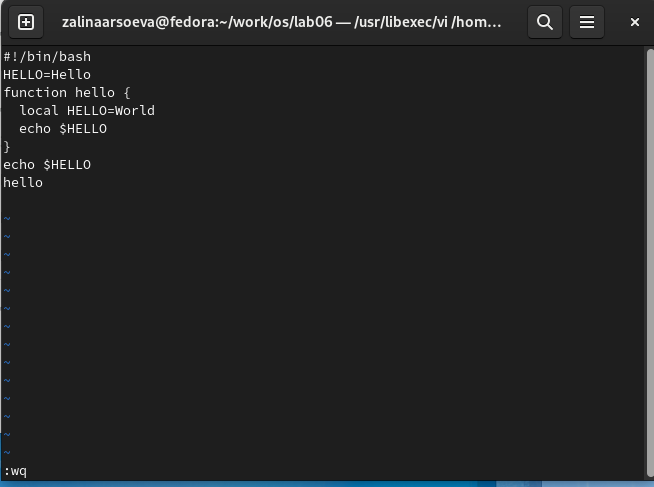 zalinaarsoeva@fedora:~/work/os/lab06 — /usr/libexec/vi /hom…
#!/bin/bash
HELLO=Hello
function hello {
  local HELLO=World
  echo $HELLO
}
echo $HELLO
hello

~
~
~
~
~
~
~
~
~
~
~
~
~
~
:wq